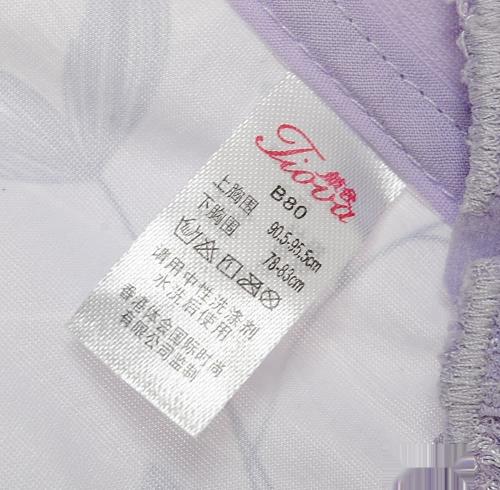 Tiova
B80
上胸围 90.5-95.5cm
下胸围 78-83cm
请用中性洗涤剂
水洗后使用
香港体会国际时尚
有限公司监制